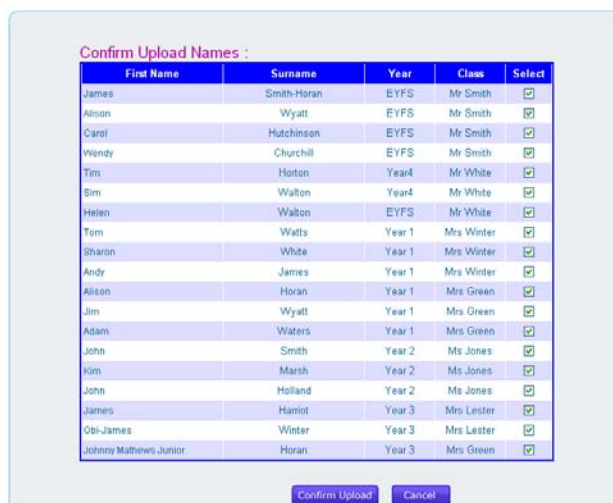 Confirm Upload Names :
First Name Surname Year Class Select
James Smith-Horan EYFS Mr Smith
Alison Wyatt EYFS Mr Smith
Carol Hutchinson EYFS Mr Smith
Wendy Churchill EYFS Mr Smith
Tim Horton Year4 Mr White
Sim Walton Year4 Mr White
Helen Walton EYFS Mr White
Tom Watts Year 1 Mrs Winter
Sharon White Year 1 Mrs Winter
Andy James Year 1 Mrs Winter
Alison Horan Year 1 Mrs Green
Jim Wyatt Year 1 Mrs Green
Adam Waters Year 1 Mrs Green
John Smith Year 2 Ms Jones
Kim Marsh Year 2 Ms Jones
John Holland Year 2 Ms Jones
James Harriot Year 3 Mrs Lester
Obi-James Winter Year 3 Mrs Lester
Johnny Mathews Junior Horan Year 3 Mrs Green
Confirm Upload Cancel